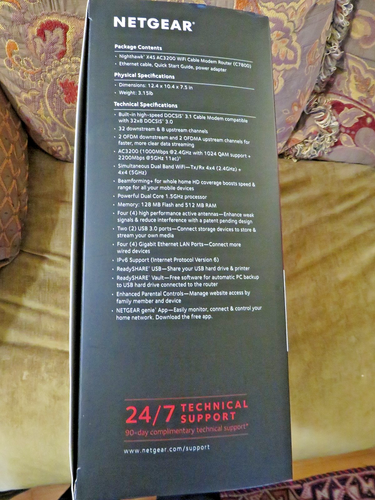 NETGEAR®
Package Contents
• Nighthawk® X4S AC3200 WiFi Cable Modem Router (C7800)
• Ethernet cable, Quick Start Guide, power adapter
Physical Specifications
• Dimensions: 12.4 x 10.4 x 7.5 in
• Weight: 3.15lb
Technical Specifications
• Built-in high-speed DOCSIS® 3.1 Cable Modem compatible
with 32x8 DOCSIS® 3.0
• 32 downstream & 8 upstream channels
• 2 OFDM downstream and 2 OFDMA upstream channels for
faster, more clear data streaming
• AC3200 (1000Mbps @2.4GHz with 1024 QAM support +
2200Mbps @5GHz 11ac)†
• Simultaneous Dual Band WiFi—Tx/Rx 4x4 (2.4GHz) +
4x4 (5GHz)
• Beamforming+ for whole home HD coverage boosts speed &
range for all your mobile devices
• Powerful Dual Core 1.5GHz processor
• Memory: 128 MB Flash and 512 MB RAM
• Four (4) high performance active antennas—Enhance weak
signals & reduce interference with a patent pending design
• Two (2) USB 3.0 ports—Connect storage devices to store &
stream your own media
• Four (4) Gigabit Ethernet LAN Ports—Connect more
wired devices
• IPv6 Support (Internet Protocol Version 6)
• ReadySHARE® USB—Share your USB hard drive & printer
• ReadySHARE® Vault—Free software for automatic PC backup
to USB hard drive connected to the router
• Enhanced Parental Controls—Manage website access by
family member and device
• NETGEAR genie® App—Easily monitor, connect & control your
home network. Download the free app.
24/7 TECHNICAL
SUPPORT
90-day complimentary technical support*
www.netgear.com/support